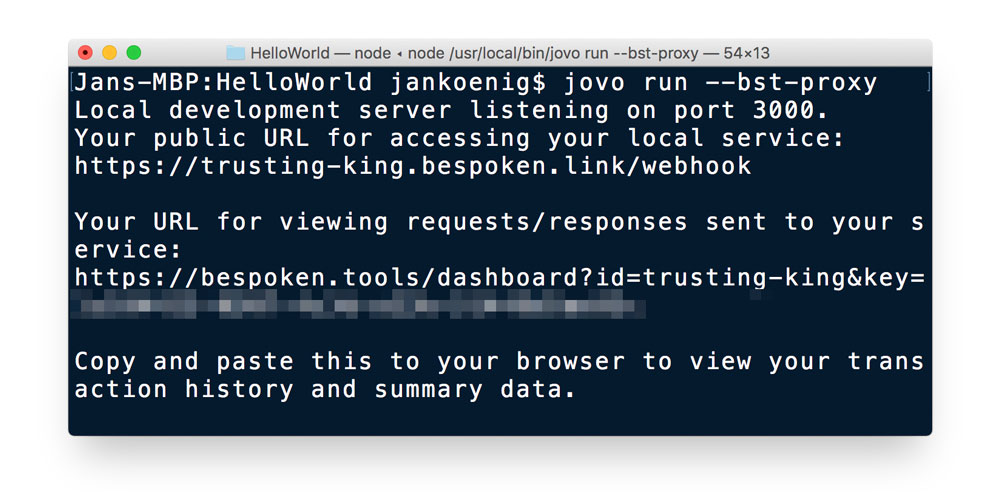 HelloWorld — node ◂ node /usr/local/bin/jovo run --bst-proxy — 54×13
[Jans-MBP:HelloWorld jankoenig$ jovo run --bst-proxy ]
Local development server listening on port 3000.
Your public URL for accessing your local service:
https://trusting-king.bespoken.link/webhook
Your URL for viewing requests/responses sent to your s
ervice:
https://bespoken.tools/dashboard?id=trusting-king&key=
Copy and paste this to your browser to view your trans
action history and summary data.